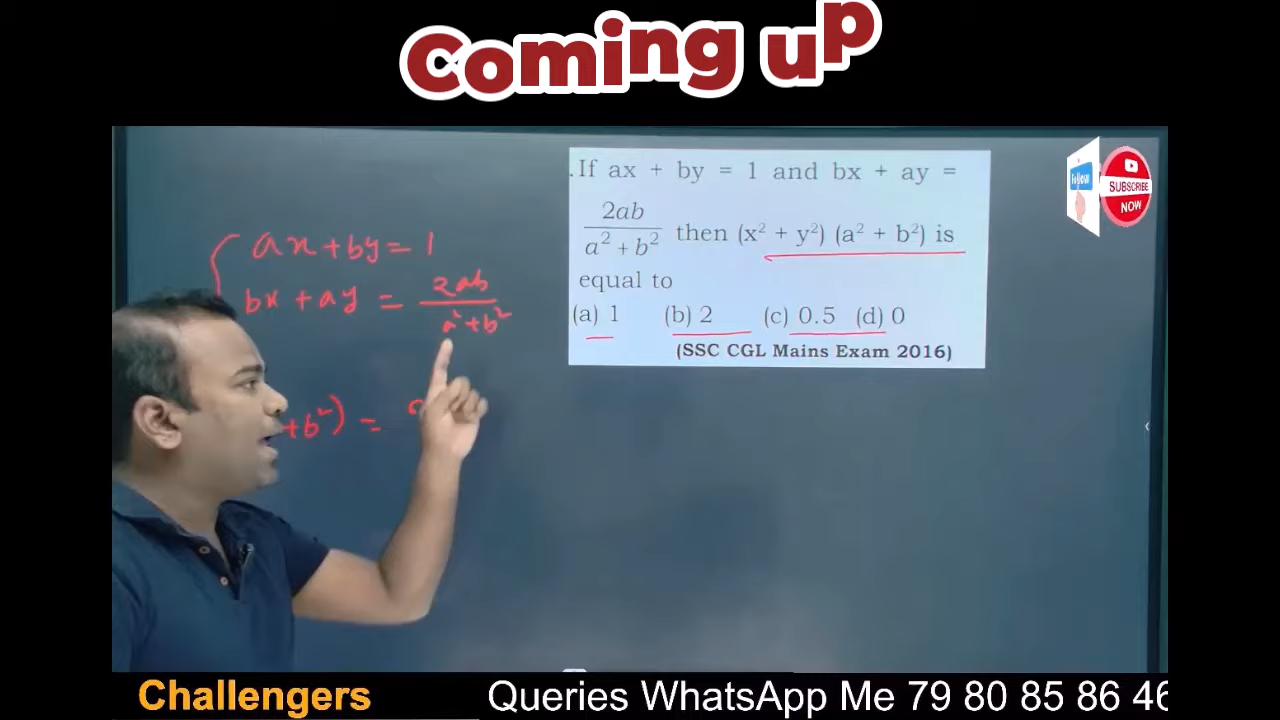 Coming up
.If ax + by = 1 and bx + ay =
2ab
a² + b² then (x² + y²) (a² + b²) is
equal to
(a) 1 (b) 2 (c) 0.5 (d) 0
(SSC CGL Mains Exam 2016)
Follow
SUBSCRIBE
NOW
ax + by = 1
bx + ay = 2ab
a² + b²
+b²) =
Challengers
Queries WhatsApp Me 79 80 85 86 46